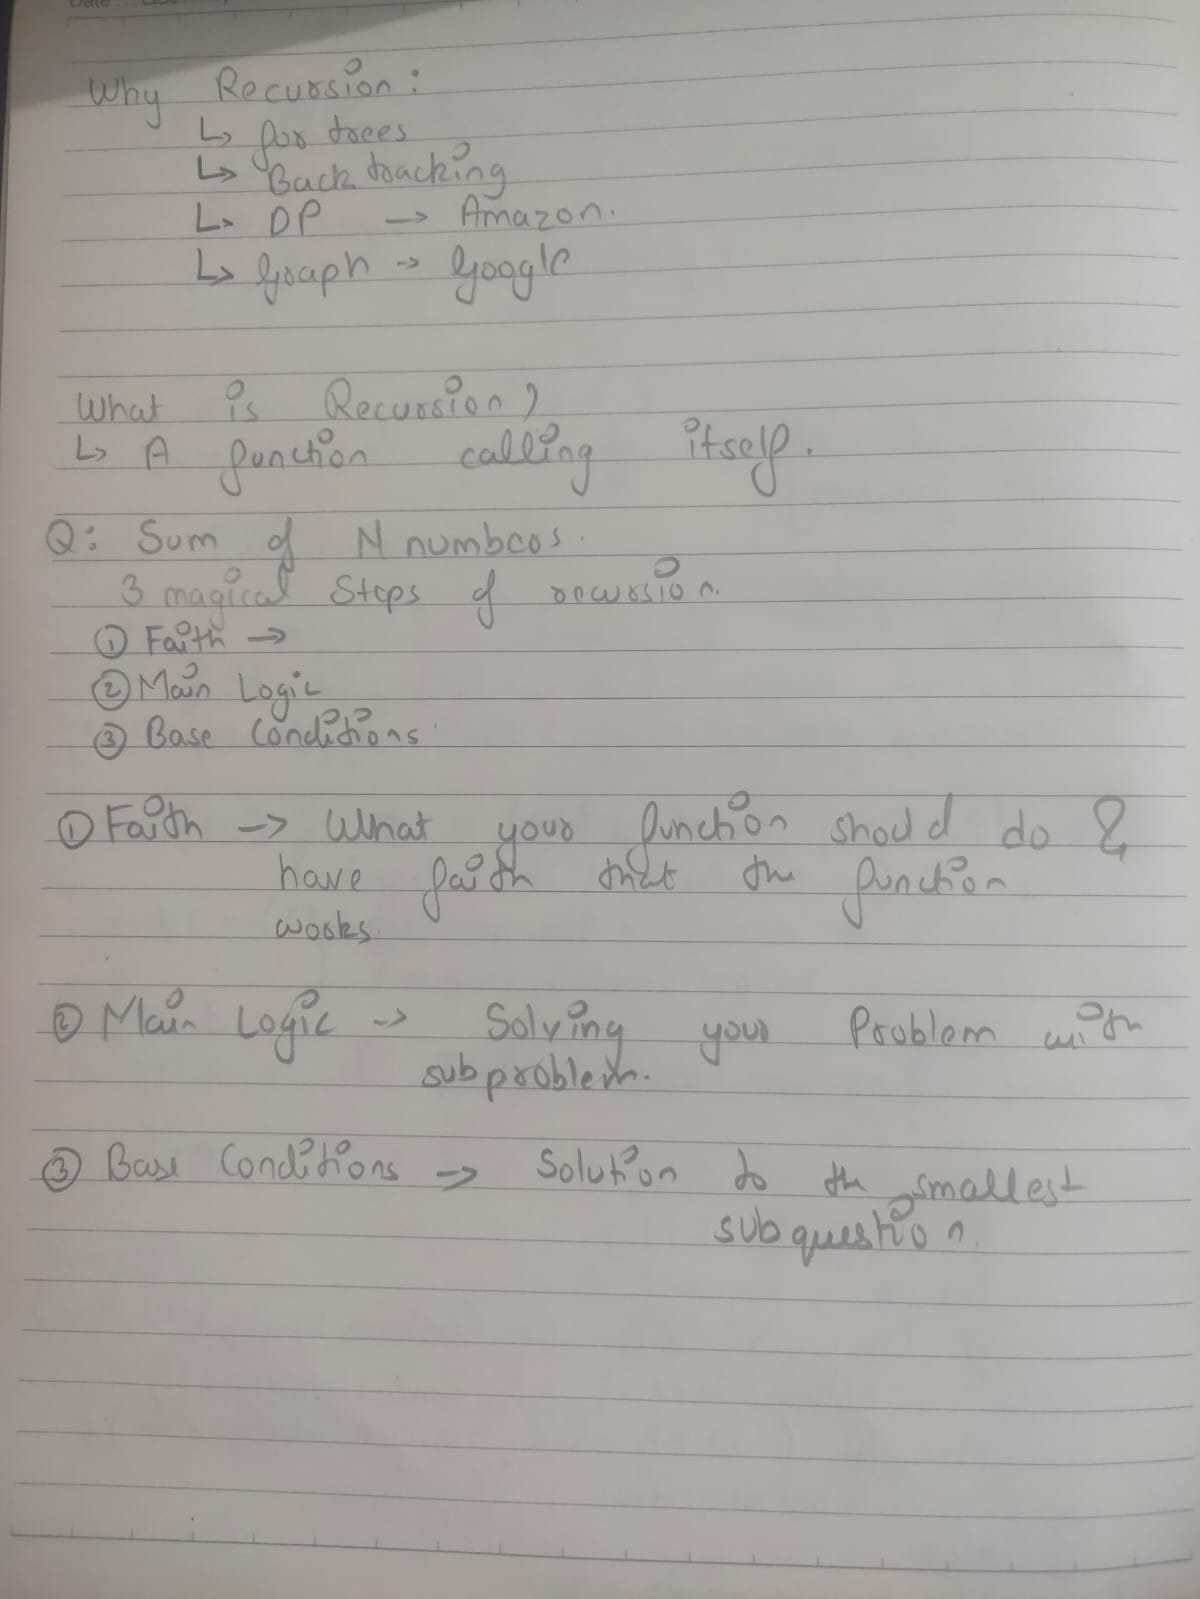 Date
Why Recursion:
↳ for trees
↳ Back tracking
↳ DP → Amazon.
↳ Graph → Google
What is Recursion?
↳ A function calling itself.
Q: Sum of N numbers.
3 magical Steps of recursion.
① Faith →
② Main Logic
③ Base Conditions
① Faith → What your function should do &
have faith that the function
works.
② Main Logic → Solving your Problem with
subproblem.
③ Base Conditions → Solution to the smallest
subquestion.